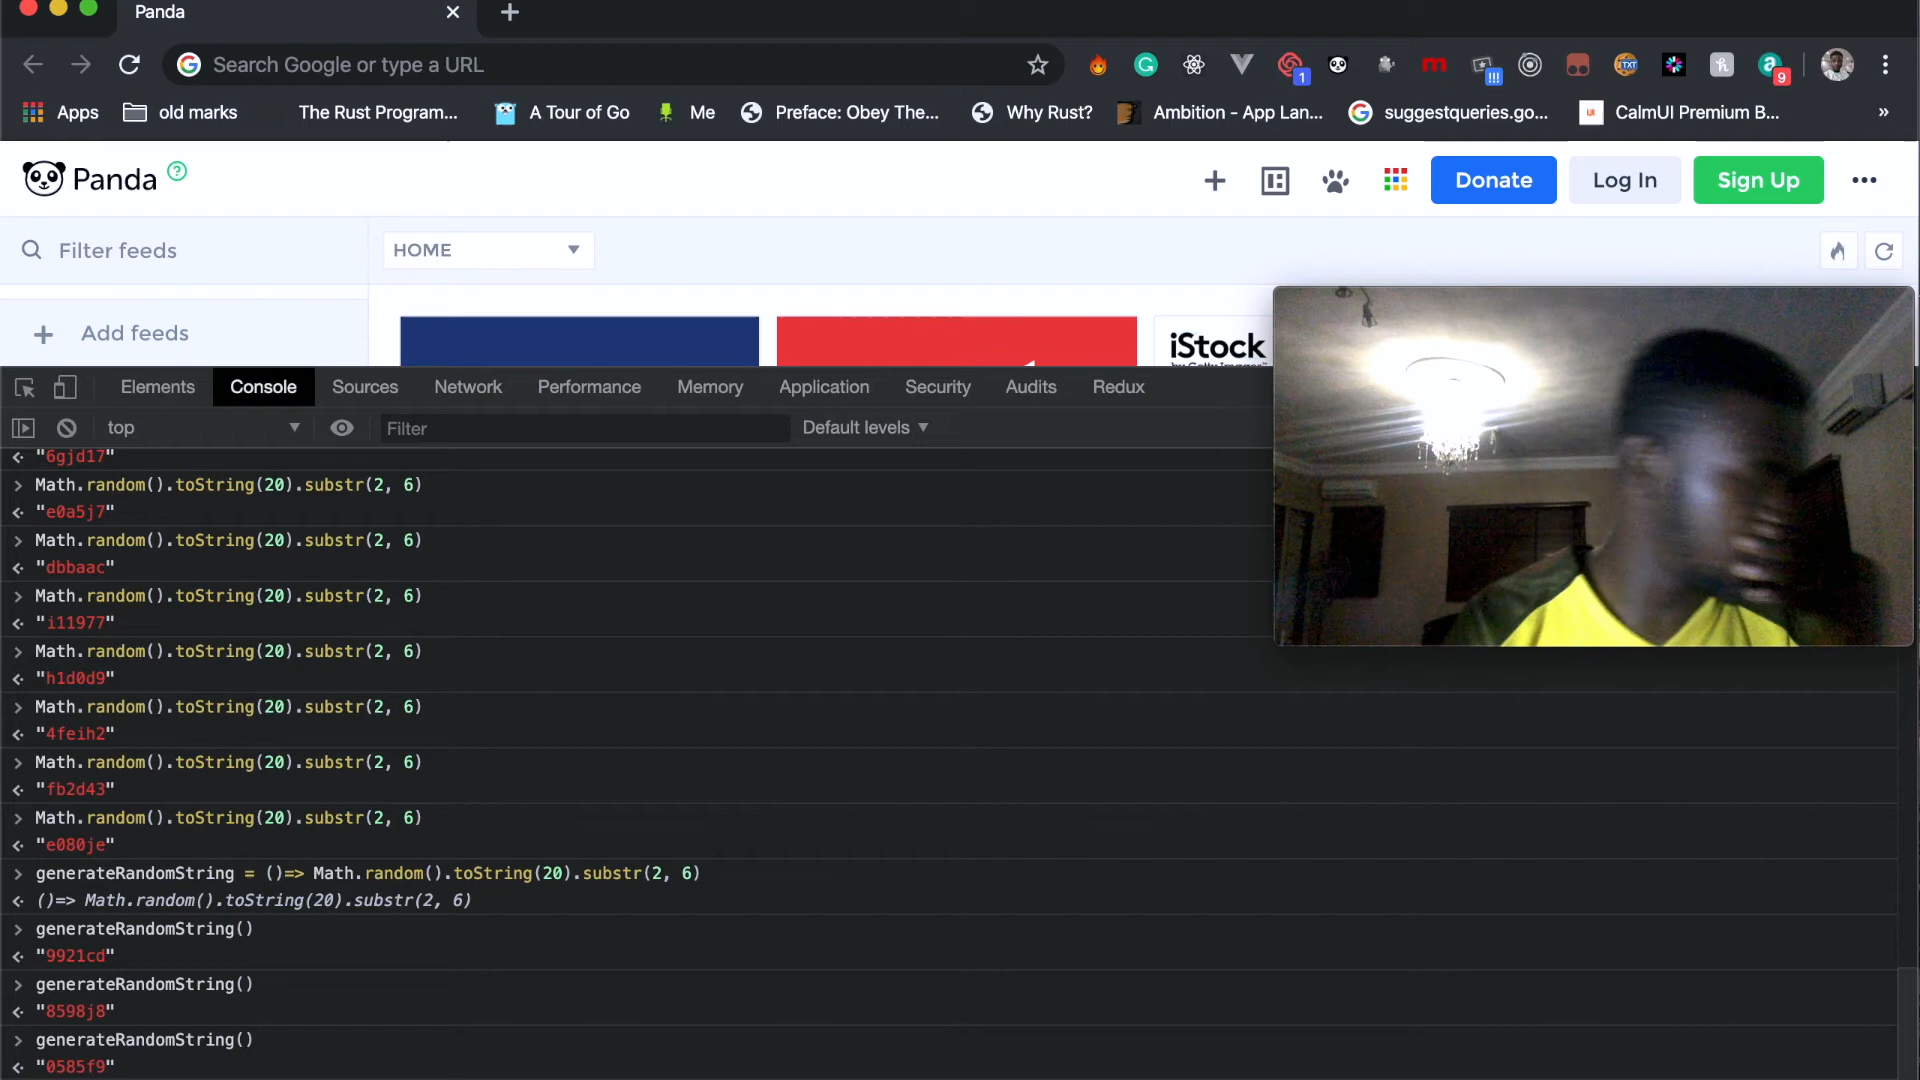 Panda
Search Google or type a URL
1
!!!
TXT
9
Apps
old marks
The Rust Program...
A Tour of Go
Me
Preface: Obey The...
Why Rust?
Ambition - App Lan...
suggestqueries.go...
CalmUI Premium B...
»
Panda
Donate
Log In
Sign Up
Filter feeds
HOME
Add feeds
iStock
Elements
Console
Sources
Network
Performance
Memory
Application
Security
Audits
Redux
top
Filter
Default levels
"6gjd17"
Math.random().toString(20).substr(2, 6)
"e0a5j7"
Math.random().toString(20).substr(2, 6)
"dbbaac"
Math.random().toString(20).substr(2, 6)
"i11977"
Math.random().toString(20).substr(2, 6)
"h1d0d9"
Math.random().toString(20).substr(2, 6)
"4feih2"
Math.random().toString(20).substr(2, 6)
"fb2d43"
Math.random().toString(20).substr(2, 6)
"e080je"
generateRandomString = ()=> Math.random().toString(20).substr(2, 6)
()=> Math.random().toString(20).substr(2, 6)
generateRandomString()
"9921cd"
generateRandomString()
"8598j8"
generateRandomString()
"0585f9"